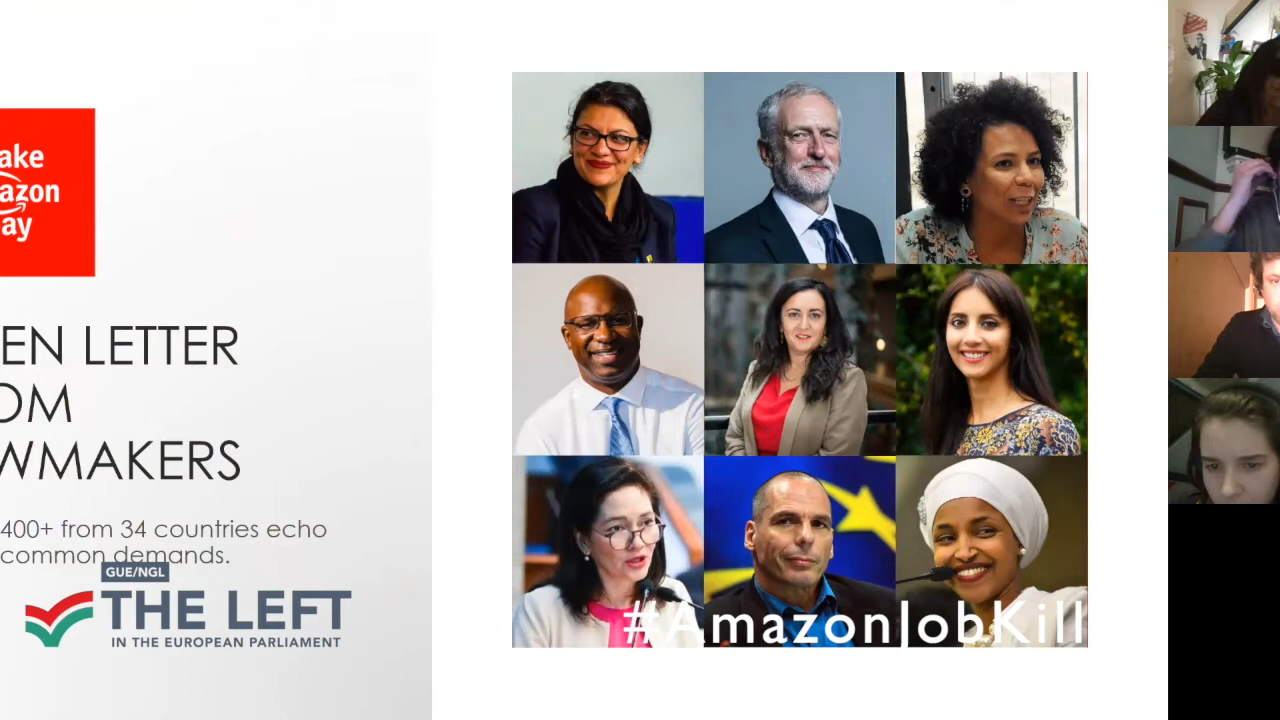 ake
azon
ay
EN LETTER
OM
WMAKERS
400+ from 34 countries echo
common demands.
GUE/NGL
THE LEFT
IN THE EUROPEAN PARLIAMENT
#AmazonJobKill